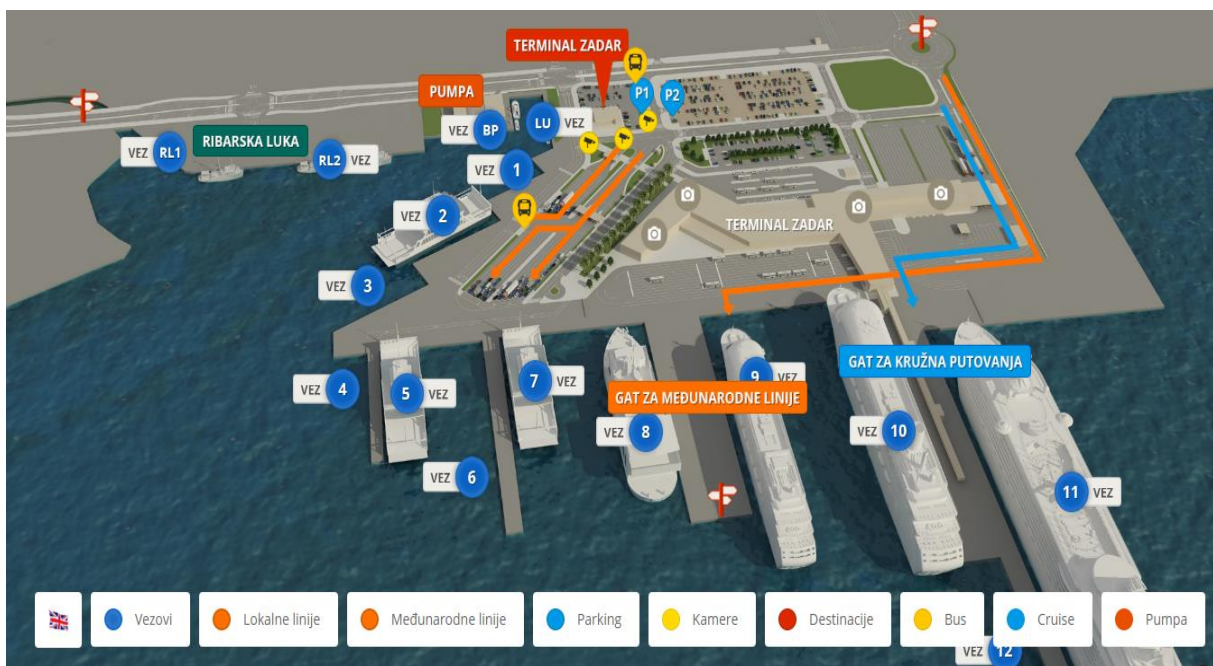 TERMINAL ZADAR
PUMPA
P1
P2
VEZ BP
LU VEZ
RIBARSKA LUKA
VEZ RL1
RL2 VEZ
VEZ 1
VEZ 2
TERMINAL ZADAR
VEZ 3
GAT ZA KRUŽNA PUTOVANJA
VEZ 4
5 VEZ
7 VEZ
9 VEZ
GAT ZA MEĐUNARODNE LINIJE
VEZ 8
VEZ 10
VEZ 6
11 VEZ
Vezovi
Lokalne linije
Međunarodne linije
Parking
Kamere
Destinacije
Bus
Cruise
Pumpa
VEZ 12